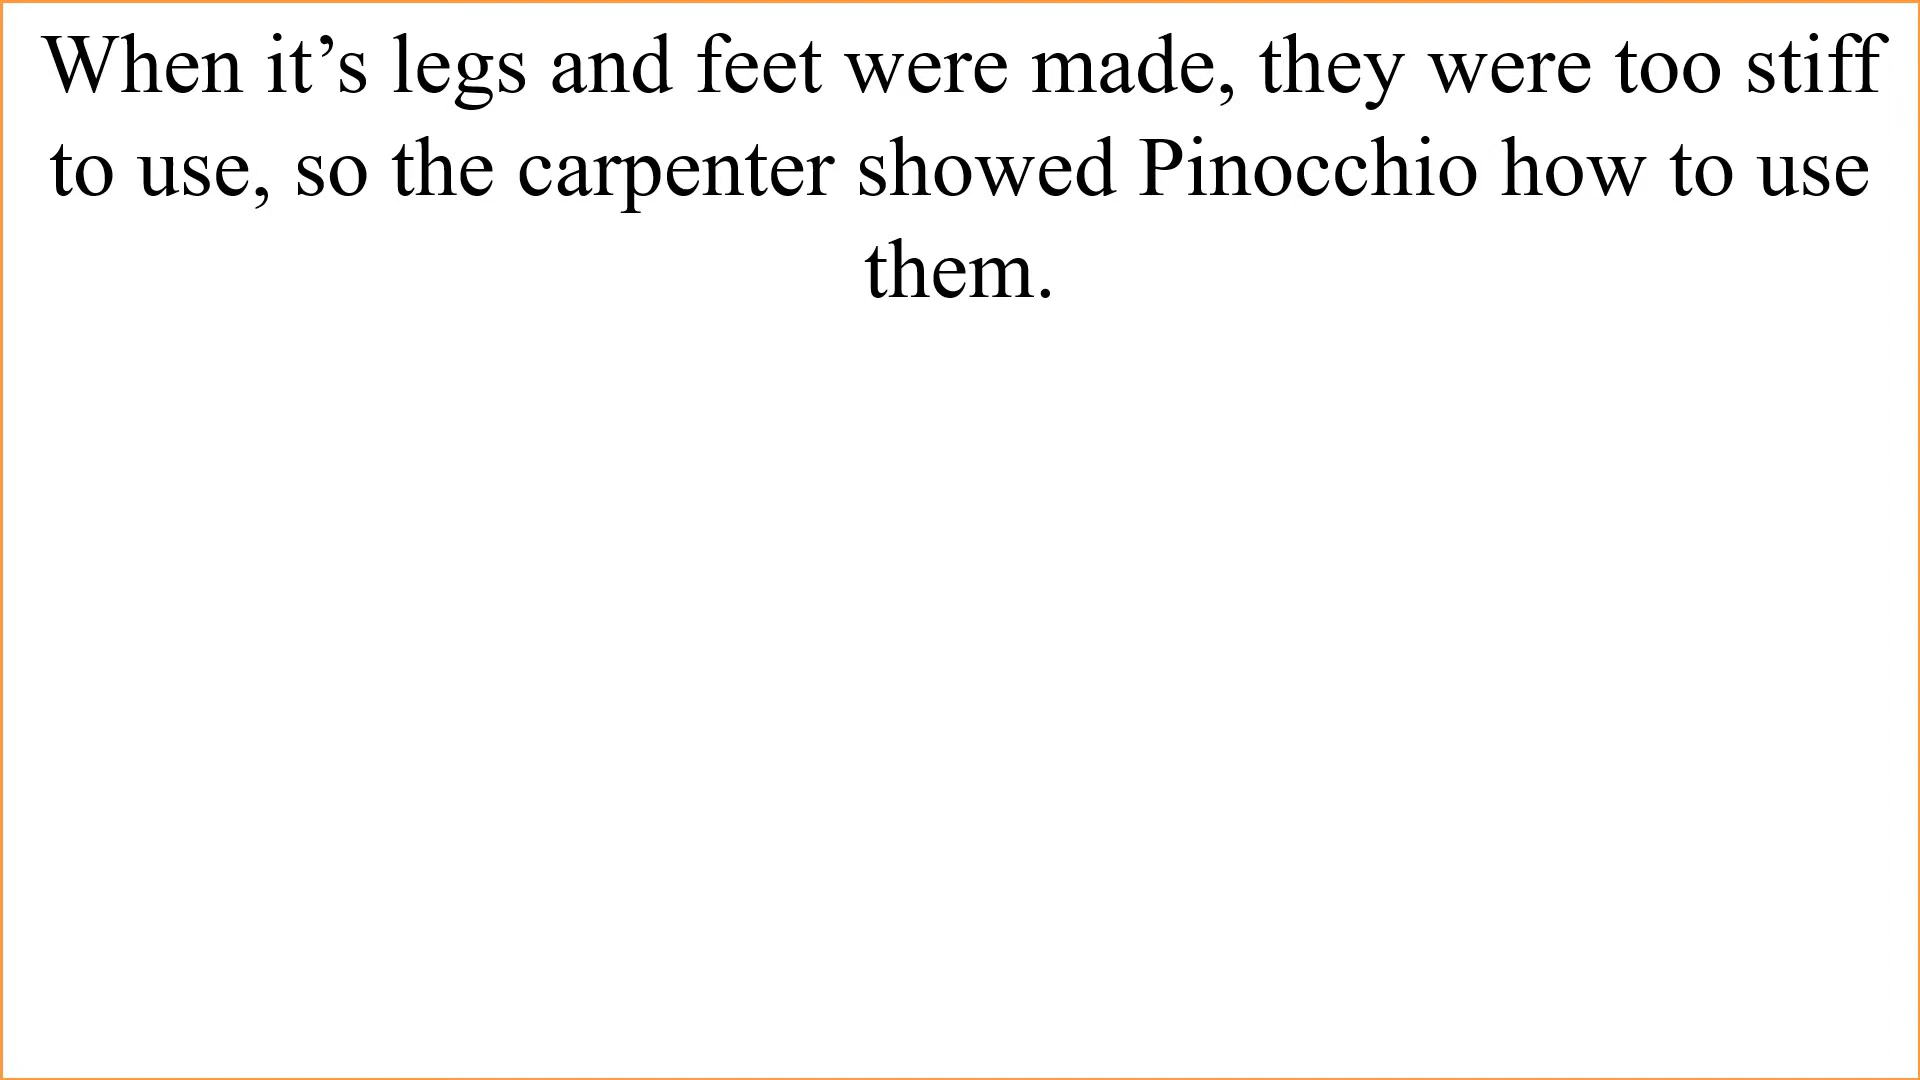 When it’s legs and feet were made, they were too stiff
to use, so the carpenter showed Pinocchio how to use
them.